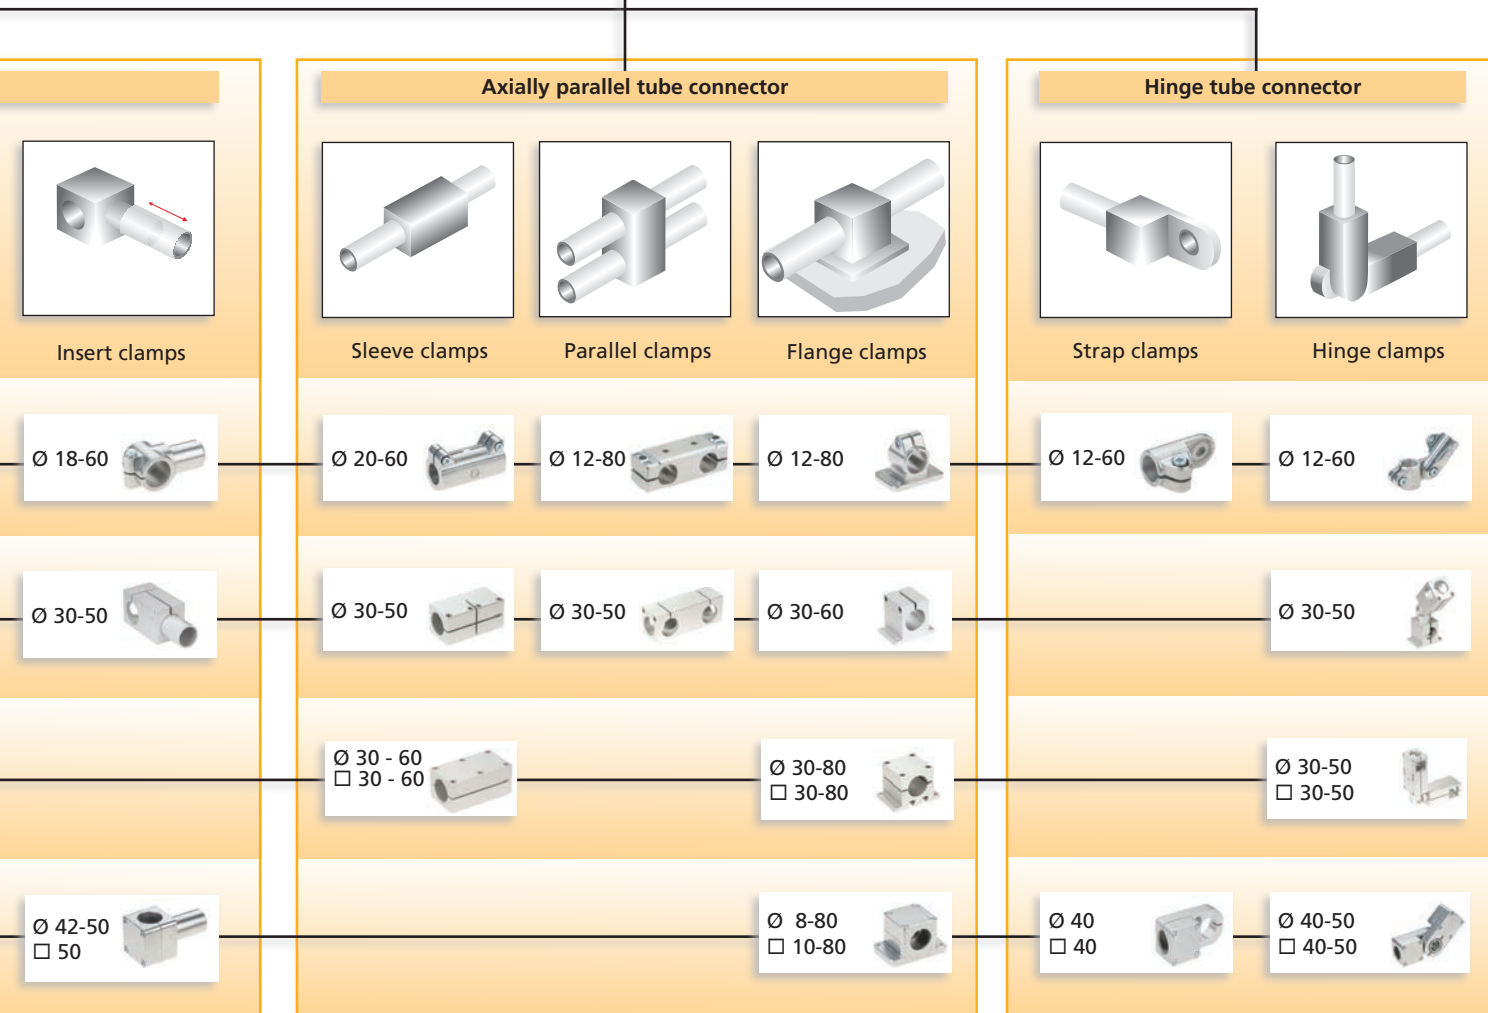 Axially parallel tube connector
Hinge tube connector
Insert clamps
Sleeve clamps
Parallel clamps
Flange clamps
Strap clamps
Hinge clamps
Ø 18-60
Ø 20-60
Ø 12-80
Ø 12-80
Ø 12-60
Ø 12-60
Ø 30-50
Ø 30-50
Ø 30-50
Ø 30-60
Ø 30-50
Ø 30 - 60
□ 30 - 60
Ø 30-80
□ 30-80
Ø 30-50
□ 30-50
Ø 42-50
□ 50
Ø 8-80
□ 10-80
Ø 40
□ 40
Ø 40-50
□ 40-50